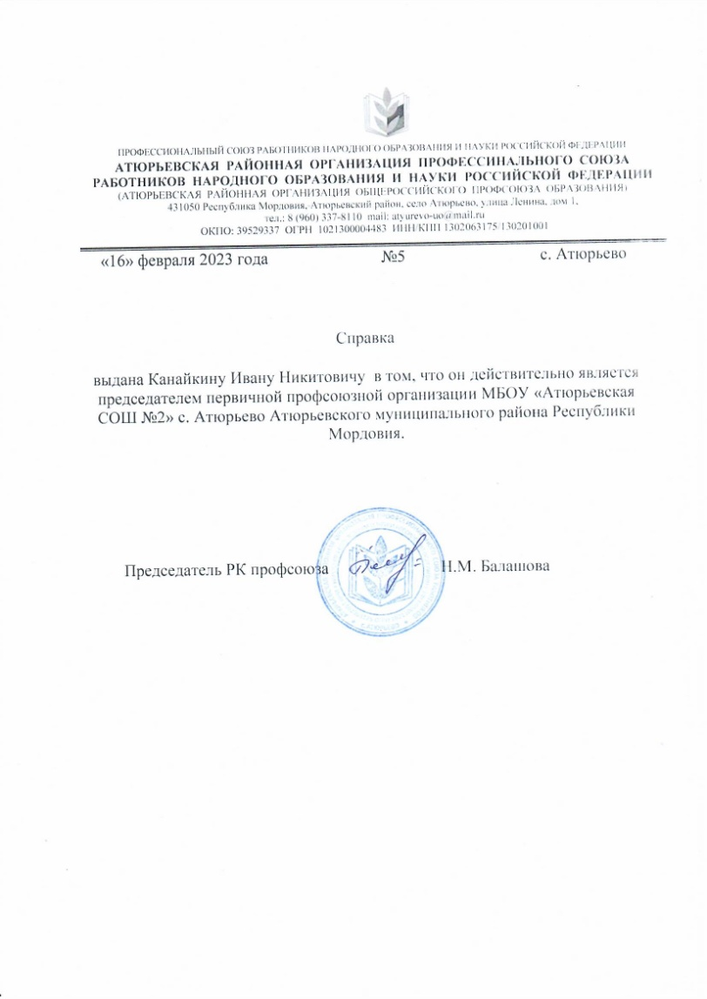 ПРОФЕССИОНАЛЬНЫЙ СОЮЗ РАБОТНИКОВ НАРОДНОГО ОБРАЗОВАНИЯ И НАУКИ РОССИЙСКОЙ ФЕДЕРАЦИИ
АТЮРЬЕВСКАЯ РАЙОННАЯ ОРГАНИЗАЦИЯ ПРОФЕССИНАЛЬНОГО СОЮЗА
РАБОТНИКОВ НАРОДНОГО ОБРАЗОВАНИЯ И НАУКИ РОССИЙСКОЙ ФЕДЕРАЦИИ
(АТЮРЬЕВСКАЯ РАЙОННАЯ ОРГАНИЗАЦИЯ ОБЩЕРОССИЙСКОГО ПРОФСОЮЗА ОБРАЗОВАНИЯ)
431050 Республика Мордовия, Атюрьевский район, село Атюрьево, улица Ленина, дом 1,
тел.: 8 (960) 337-8110 mail: atyurevo-uo@mail.ru
ОКПО: 39529337 ОГРН 1021300004483 ИНН/КПП 1302063175/130201001
«16» февраля 2023 года №5 с. Атюрьево
Справка
выдана Канайкину Ивану Никитовичу в том, что он действительно является
председателем первичной профсоюзной организации МБОУ «Атюрьевская
СОШ №2» с. Атюрьево Атюрьевского муниципального района Республики
Мордовия.
Председатель РК профсоюза Н.М. Балашова